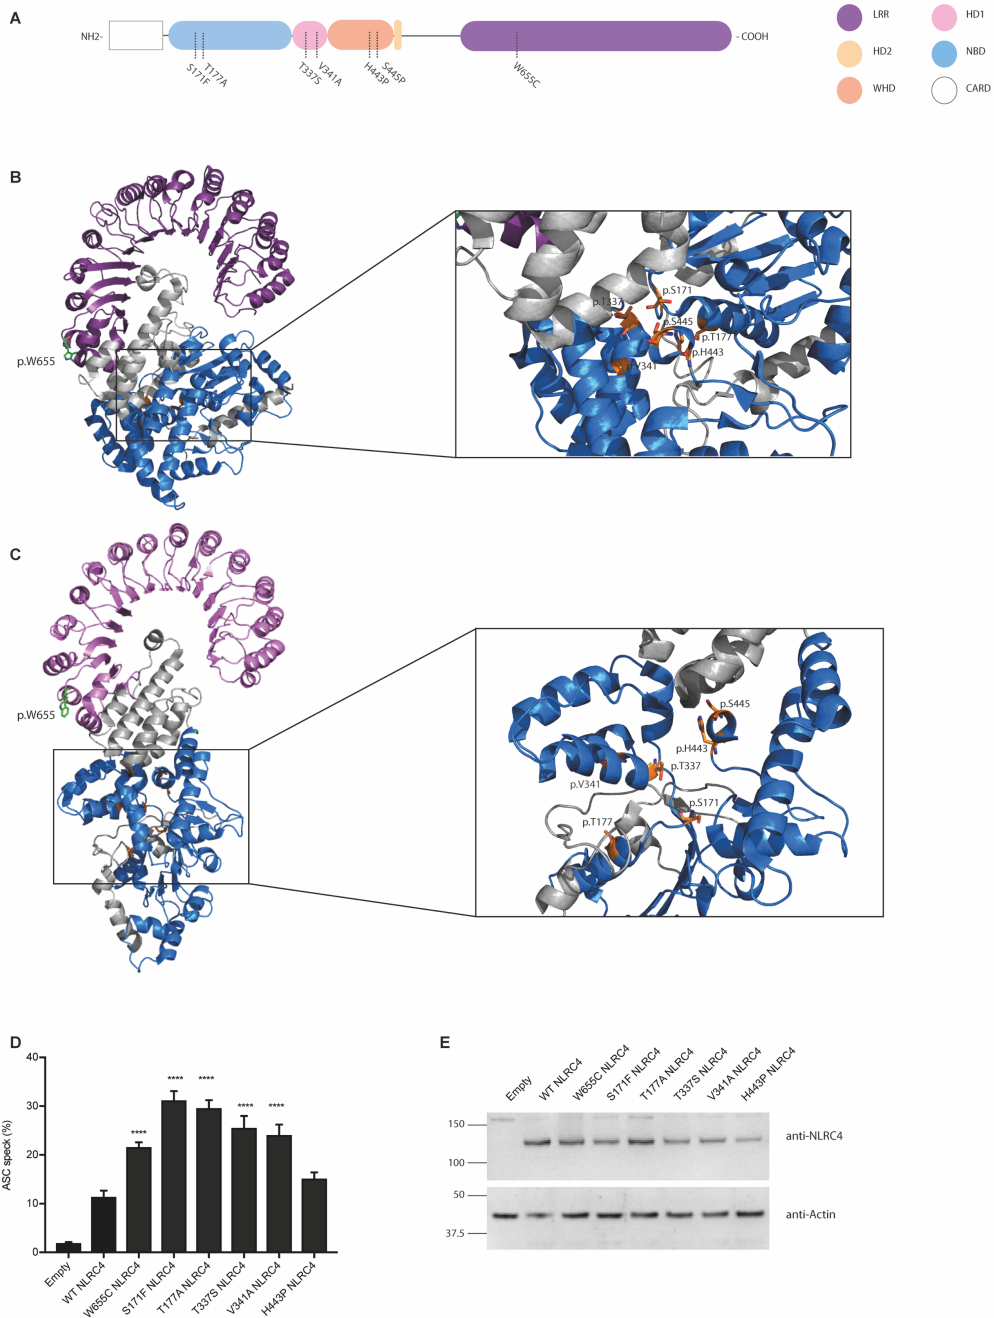 A
NH2-
- COOH
S171F
T177A
T337S
V341A
H443P
S445P
W655C
LRR
HD1
HD2
NBD
WHD
CARD
B
p.W655
p.S171
p.T337
p.S445
p.T177
p.H443
V341
C
p.W655
p.S445
p.H443
p.T337
p.V341
p.S171
p.T177
D
ASC speck (%)
40
30
20
10
0
****
****
****
****
****
Empty
WT NLRC4
W655C NLRC4
S171F NLRC4
T177A NLRC4
T337S NLRC4
V341A NLRC4
H443P NLRC4
E
Empty
WT NLRC4
W655C NLRC4
S171F NLRC4
T177A NLRC4
T337S NLRC4
V341A NLRC4
H443P NLRC4
150
100
anti-NLRC4
50
37.5
anti-Actin